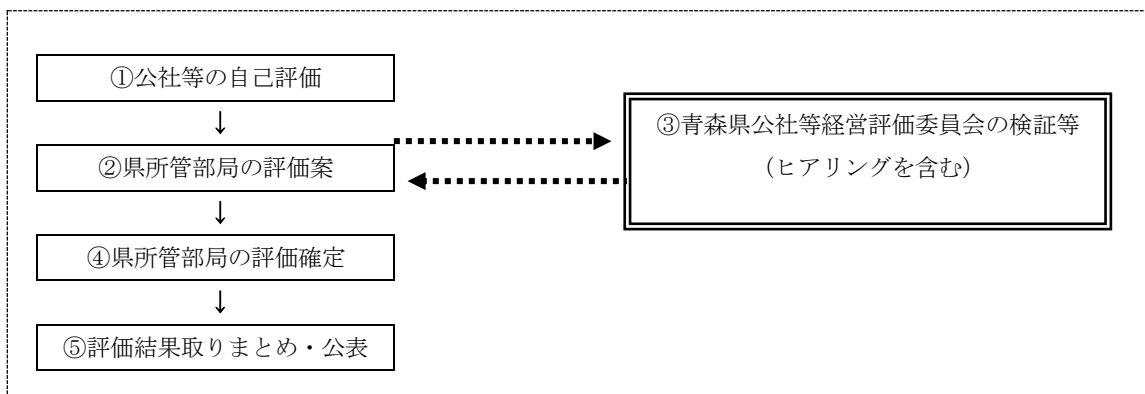 ①公社等の自己評価
↓
②県所管部局の評価案
③青森県公社等経営評価委員会の検証等
（ヒアリングを含む）
↓
④県所管部局の評価確定
↓
⑤評価結果取りまとめ・公表